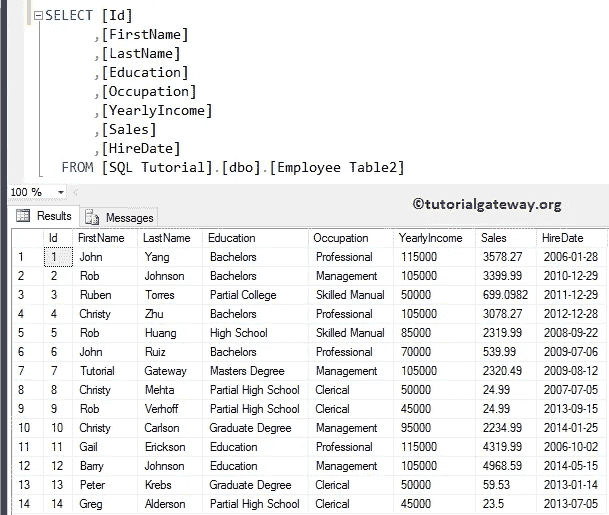 SELECT [Id]
,[FirstName]
,[LastName]
,[Education]
,[Occupation]
,[YearlyIncome]
,[Sales]
,[HireDate]
FROM [SQL Tutorial].[dbo].[Employee Table2]
100 %
©tutorialgateway.org
Results Messages
Id FirstName LastName Education Occupation YearlyIncome Sales HireDate
1 1 John Yang Bachelors Professional 115000 3578.27 2006-01-28
2 2 Rob Johnson Bachelors Management 105000 3399.99 2010-12-29
3 3 Ruben Torres Partial College Skilled Manual 50000 699.0982 2011-12-29
4 4 Christy Zhu Bachelors Professional 105000 3078.27 2012-12-28
5 5 Rob Huang High School Skilled Manual 85000 2319.99 2008-09-22
6 6 John Ruiz Bachelors Professional 70000 539.99 2009-07-06
7 7 Tutorial Gateway Masters Degree Management 105000 2320.49 2009-08-12
8 8 Christy Mehta Partial High School Clerical 50000 24.99 2007-07-05
9 9 Rob Verhoff Partial High School Clerical 45000 24.99 2013-09-15
10 10 Christy Carlson Graduate Degree Management 95000 2234.99 2014-01-25
11 11 Gail Erickson Education Professional 115000 4319.99 2006-10-02
12 12 Barry Johnson Education Management 105000 4968.59 2014-05-15
13 13 Peter Krebs Graduate Degree Clerical 50000 59.53 2013-01-14
14 14 Greg Alderson Partial High School Clerical 45000 23.5 2013-07-05